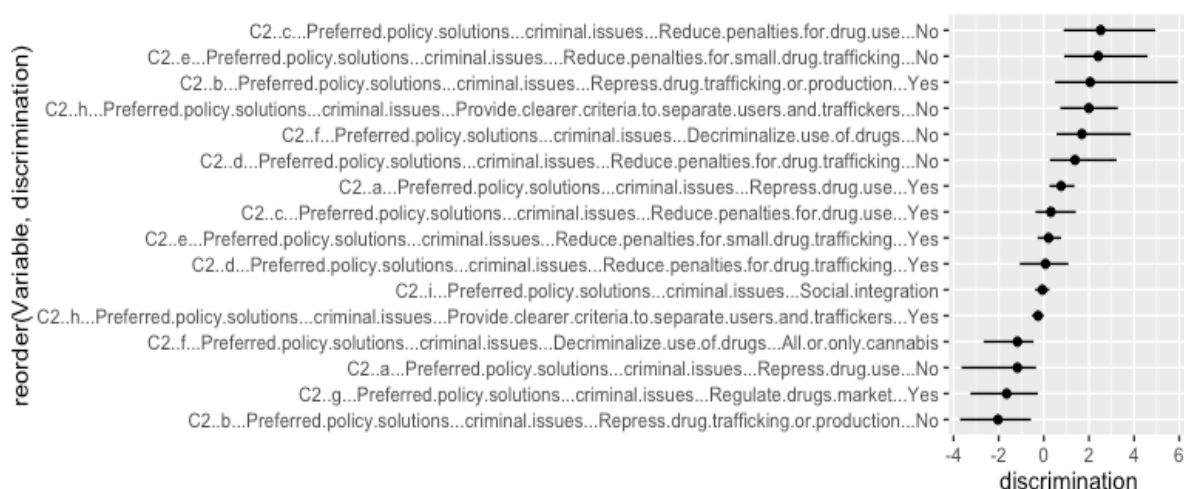 reorder(Variable, discrimination)
C2..c...Preferred.policy.solutions...criminal.issues...Reduce.penalties.for.drug.use...No
C2..e...Preferred.policy.solutions...criminal.issues....Reduce.penalties.for.small.drug.trafficking...No
C2..b...Preferred.policy.solutions...criminal.issues...Repress.drug.trafficking.or.production...Yes
C2..h...Preferred.policy.solutions...criminal.issues...Provide.clearer.criteria.to.separate.users.and.traffickers...No
C2..f...Preferred.policy.solutions...criminal.issues...Decriminalize.use.of.drugs...No
C2..d...Preferred.policy.solutions...criminal.issues...Reduce.penalties.for.drug.trafficking...No
C2..a...Preferred.policy.solutions...criminal.issues...Repress.drug.use...Yes
C2..c...Preferred.policy.solutions...criminal.issues...Reduce.penalties.for.drug.use...Yes
C2..e...Preferred.policy.solutions...criminal.issues...Reduce.penalties.for.small.drug.trafficking...Yes
C2..d...Preferred.policy.solutions...criminal.issues...Reduce.penalties.for.drug.trafficking...Yes
C2..i...Preferred.policy.solutions...criminal.issues...Social.integration
C2..h...Preferred.policy.solutions...criminal.issues...Provide.clearer.criteria.to.separate.users.and.traffickers...Yes
C2..f...Preferred.policy.solutions...criminal.issues...Decriminalize.use.of.drugs...All.or.only.cannabis
C2..a...Preferred.policy.solutions...criminal.issues...Repress.drug.use...No
C2..g...Preferred.policy.solutions...criminal.issues...Regulate.drugs.market...Yes
C2..b...Preferred.policy.solutions...criminal.issues...Repress.drug.trafficking.or.production...No
-4 -2 0 2 4 6
discrimination